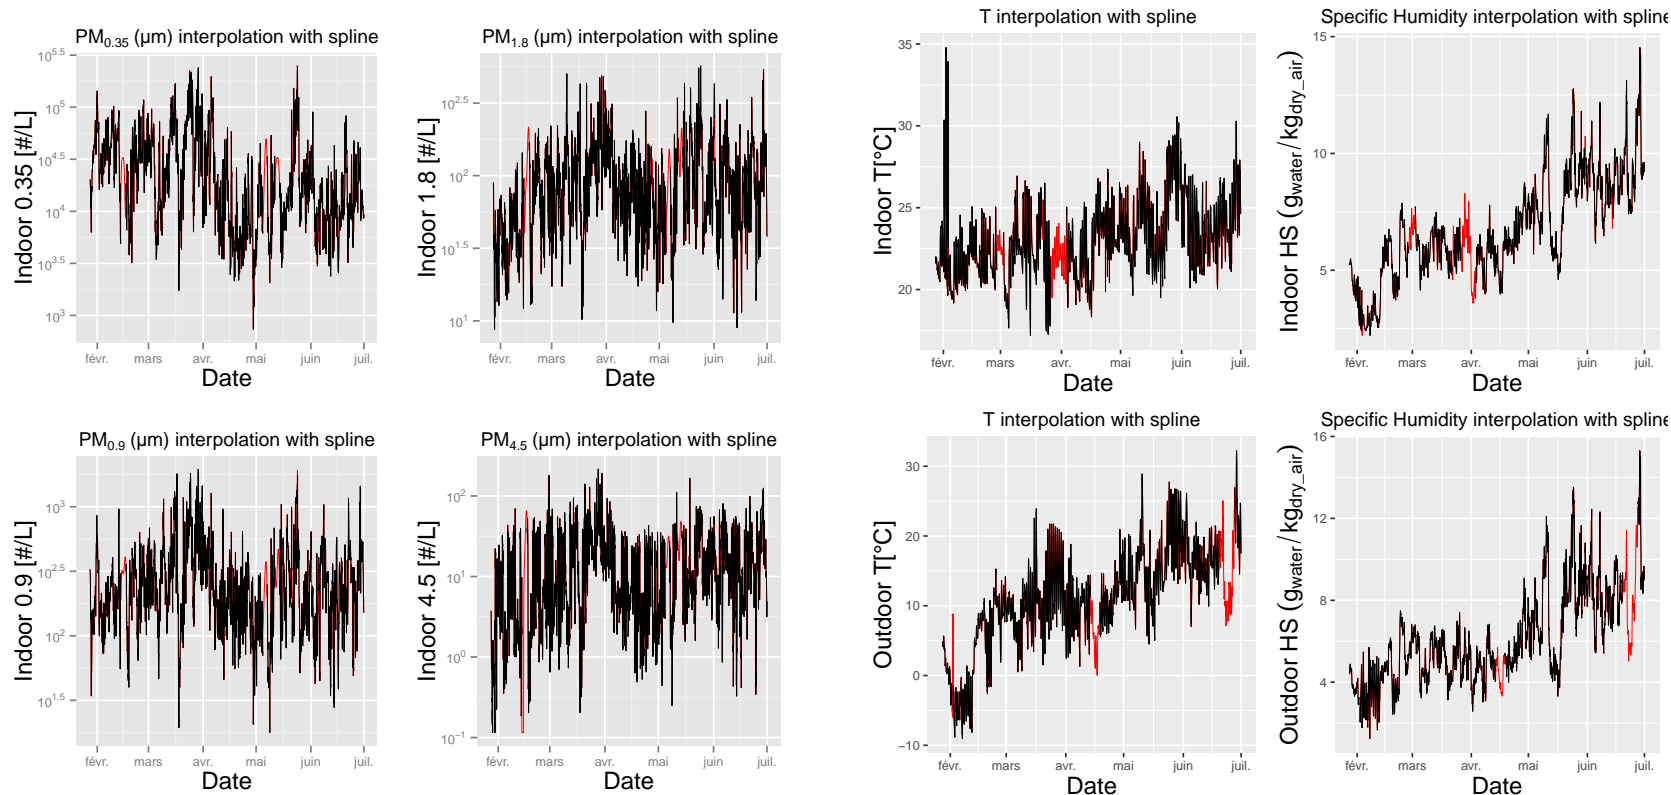 PM0.35 (µm) interpolation with spline
Indoor 0.35 [#/L]
10^5.5
10^5
10^4.5
10^4
10^3.5
10^3
févr. mars avr. mai juin juil.
Date
PM1.8 (µm) interpolation with spline
Indoor 1.8 [#/L]
10^2.5
10^2
10^1.5
10^1
févr. mars avr. mai juin juil.
Date
T interpolation with spline
Indoor T[°C]
35
30
25
20
févr. mars avr. mai juin juil.
Date
Specific Humidity interpolation with spline
Indoor HS (gwater/kgdry_air)
15
10
5
févr. mars avr. mai juin juil.
Date
PM0.9 (µm) interpolation with spline
Indoor 0.9 [#/L]
10^3
10^2.5
10^2
10^1.5
févr. mars avr. mai juin juil.
Date
PM4.5 (µm) interpolation with spline
Indoor 4.5 [#/L]
10^2
10^1
10^0
10^−1
févr. mars avr. mai juin juil.
Date
T interpolation with spline
Outdoor T[°C]
30
20
10
0
−10
févr. mars avr. mai juin juil.
Date
Specific Humidity interpolation with spline
Outdoor HS (gwater/kgdry_air)
16
12
8
4
févr. mars avr. mai juin juil.
Date